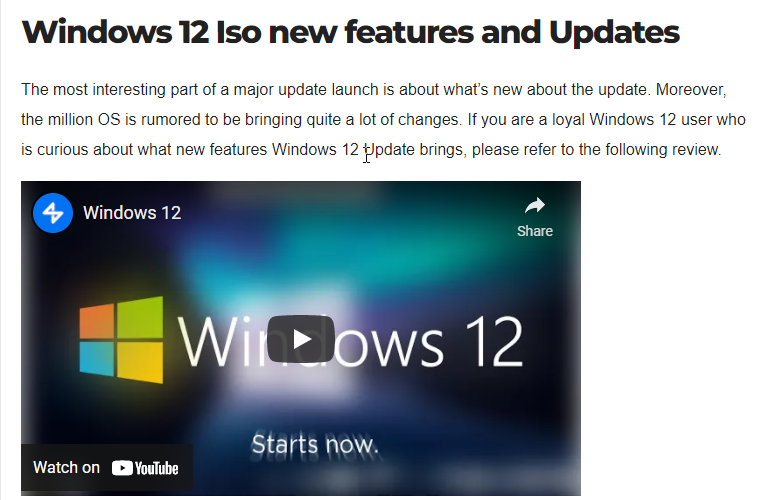 Windows 12 Iso new features and Updates
The most interesting part of a major update launch is about what's new about the update. Moreover,
the million OS is rumored to be bringing quite a lot of changes. If you are a loyal Windows 12 user who
is curious about what new features Windows 12 Update brings, please refer to the following review.
Windows 12
Share
Windows 12
Starts now.
Watch on YouTube